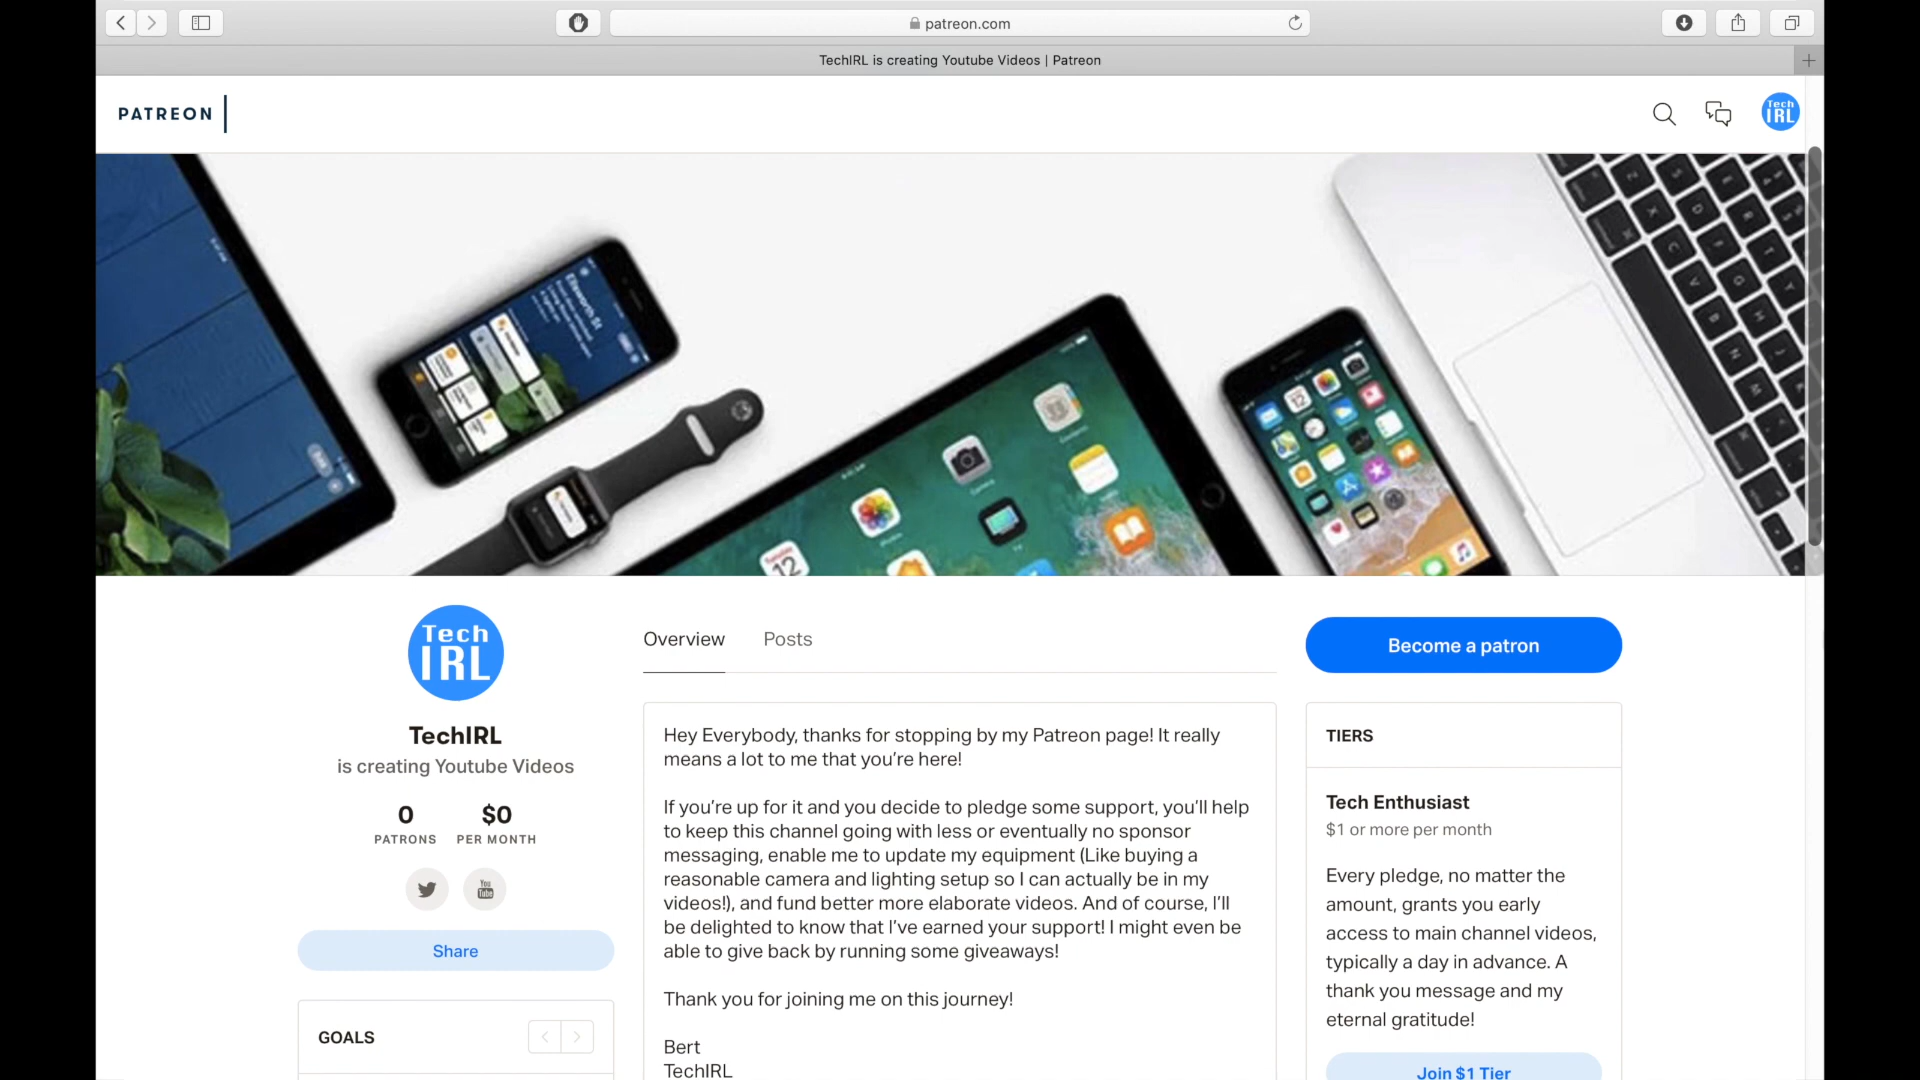 patreon.com
TechIRL is creating Youtube Videos | Patreon
PATREON
Tech
IRL
12
Tech
IRL
TechIRL
is creating Youtube Videos
0
$0
PATRONS
PER MONTH
You
Tube
Share
GOALS
Overview
Posts
Hey Everybody, thanks for stopping by my Patreon page! It really
means a lot to me that you’re here!
If you’re up for it and you decide to pledge some support, you’ll help
to keep this channel going with less or eventually no sponsor
messaging, enable me to update my equipment (Like buying a
reasonable camera and lighting setup so I can actually be in my
videos!), and fund better more elaborate videos. And of course, I’ll
be delighted to know that I’ve earned your support! I might even be
able to give back by running some giveaways!
Thank you for joining me on this journey!
Bert
TechIRL
Become a patron
TIERS
Tech Enthusiast
$1 or more per month
Every pledge, no matter the
amount, grants you early
access to main channel videos,
typically a day in advance. A
thank you message and my
eternal gratitude!
Join $1 Tier